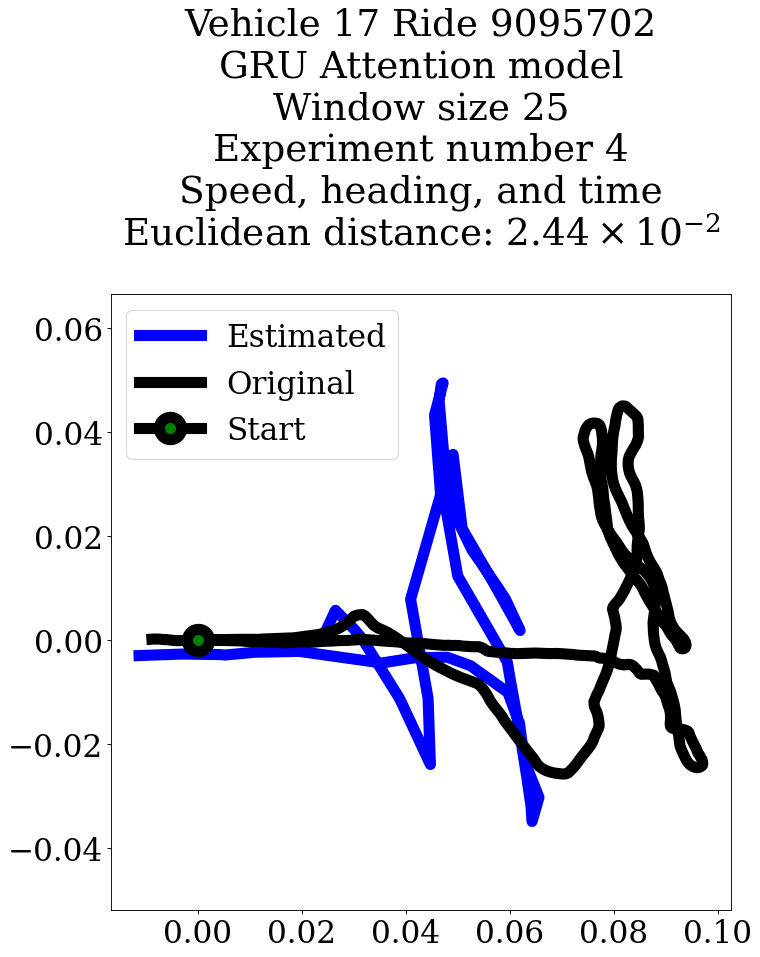 Vehicle 17 Ride 9095702
GRU Attention model
Window size 25
Experiment number 4
Speed, heading, and time
Euclidean distance: 2.44 × 10⁻²
Estimated
Original
Start
0.06
0.04
0.02
0.00
−0.02
−0.04
0.00 0.02 0.04 0.06 0.08 0.10